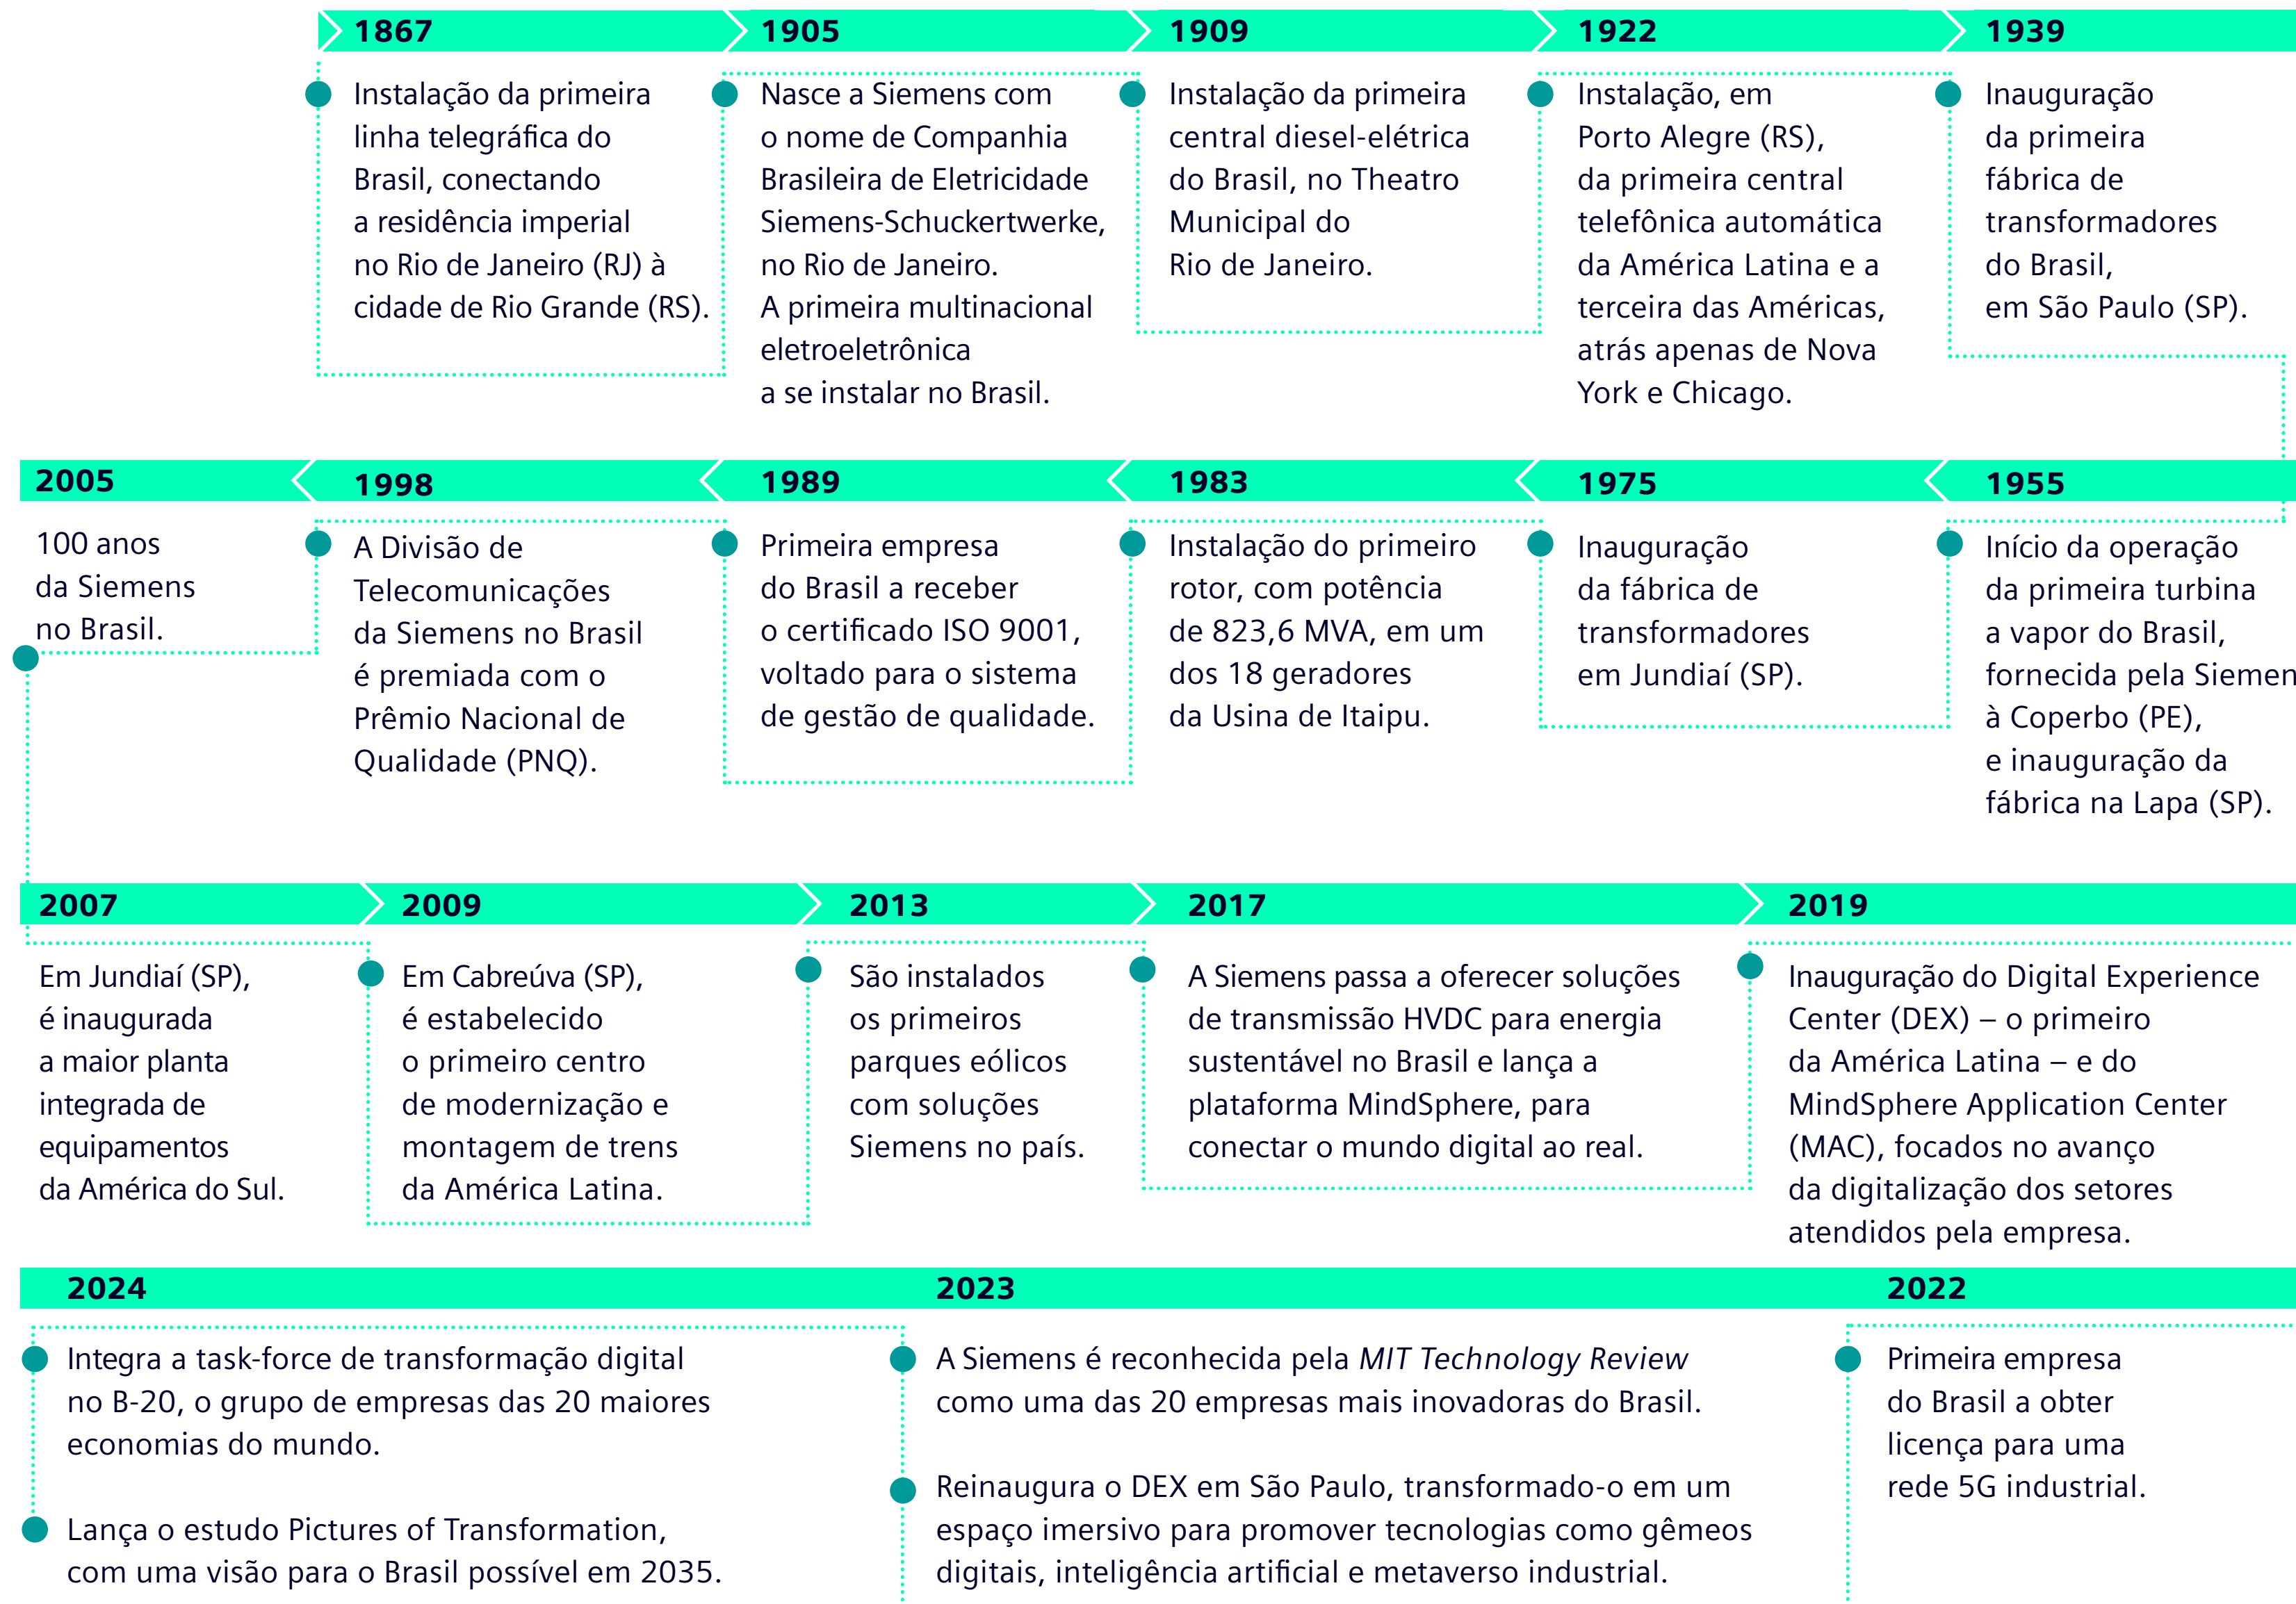 1867
Instalação da primeira
linha telegráfica do
Brasil, conectando
a residência imperial
no Rio de Janeiro (RJ) à
cidade de Rio Grande (RS).
1905
Nasce a Siemens com
o nome de Companhia
Brasileira de Eletricidade
Siemens-Schuckertwerke,
no Rio de Janeiro.
A primeira multinacional
eletroeletrônica
a se instalar no Brasil.
1909
Instalação da primeira
central diesel-elétrica
do Brasil, no Theatro
Municipal do
Rio de Janeiro.
1922
Instalação, em
Porto Alegre (RS),
da primeira central
telefônica automática
da América Latina e a
terceira das Américas,
atrás apenas de Nova
York e Chicago.
1939
Inauguração
da primeira
fábrica de
transformadores
do Brasil,
em São Paulo (SP).
1955
Início da operação
da primeira turbina
a vapor do Brasil,
fornecida pela Siemen
à Coperbo (PE),
e inauguração da
fábrica na Lapa (SP).
1975
Inauguração
da fábrica de
transformadores
em Jundiaí (SP).
1983
Instalação do primeiro
rotor, com potência
de 823,6 MVA, em um
dos 18 geradores
da Usina de Itaipu.
1989
Primeira empresa
do Brasil a receber
o certificado ISO 9001,
voltado para o sistema
de gestão de qualidade.
1998
A Divisão de
Telecomunicações
da Siemens no Brasil
é premiada com o
Prêmio Nacional de
Qualidade (PNQ).
2005
100 anos
da Siemens
no Brasil.
2007
Em Jundiaí (SP),
é inaugurada
a maior planta
integrada de
equipamentos
da América do Sul.
2009
Em Cabreúva (SP),
é estabelecido
o primeiro centro
de modernização e
montagem de trens
da América Latina.
2013
São instalados
os primeiros
parques eólicos
com soluções
Siemens no país.
2017
A Siemens passa a oferecer soluções
de transmissão HVDC para energia
sustentável no Brasil e lança a
plataforma MindSphere, para
conectar o mundo digital ao real.
2019
Inauguração do Digital Experience
Center (DEX) – o primeiro
da América Latina – e do
MindSphere Application Center
(MAC), focados no avanço
da digitalização dos setores
atendidos pela empresa.
2022
Primeira empresa
do Brasil a obter
licença para uma
rede 5G industrial.
2023
A Siemens é reconhecida pela MIT Technology Review
como uma das 20 empresas mais inovadoras do Brasil.
Reinaugura o DEX em São Paulo, transformado-o em um
espaço imersivo para promover tecnologias como gêmeos
digitais, inteligência artificial e metaverso industrial.
2024
Integra a task-force de transformação digital
no B-20, o grupo de empresas das 20 maiores
economias do mundo.
Lança o estudo Pictures of Transformation,
com uma visão para o Brasil possível em 2035.